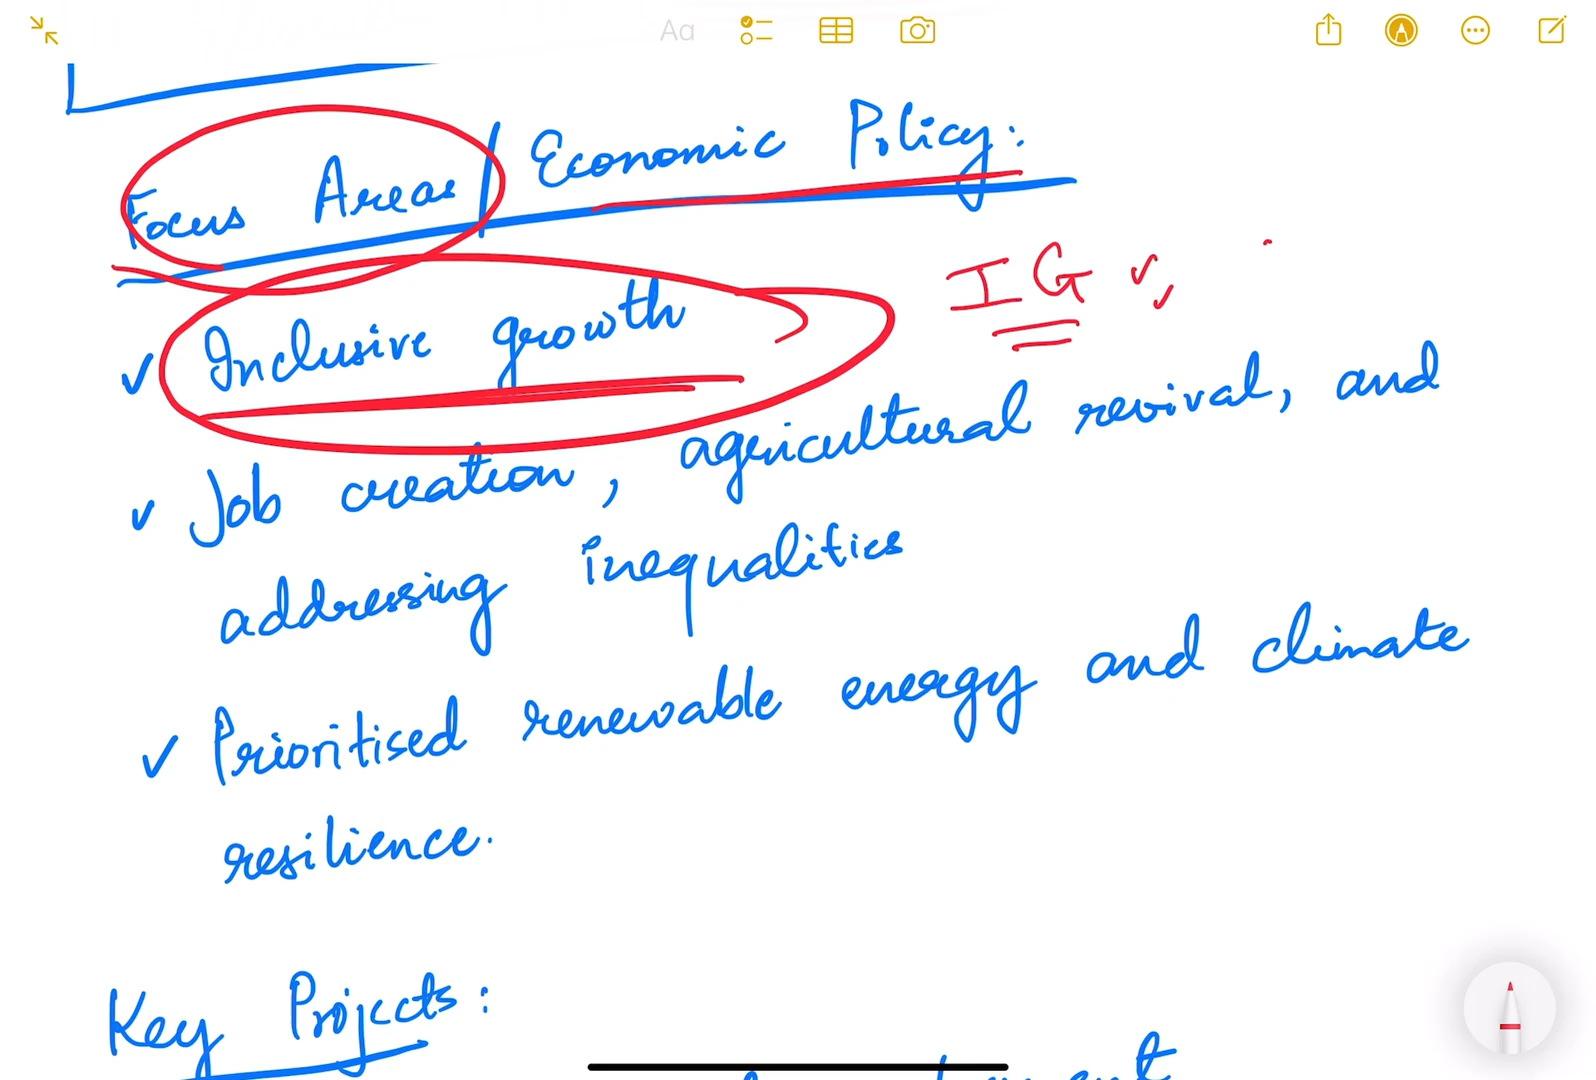 Aa
Focus Areas / Economic Policy:
✓ Inclusive growth
IG
✓ Job creation, agricultural revival, and
addressing inequalities
✓ Prioritised renewable energy and climate
resilience.
Key Projects: